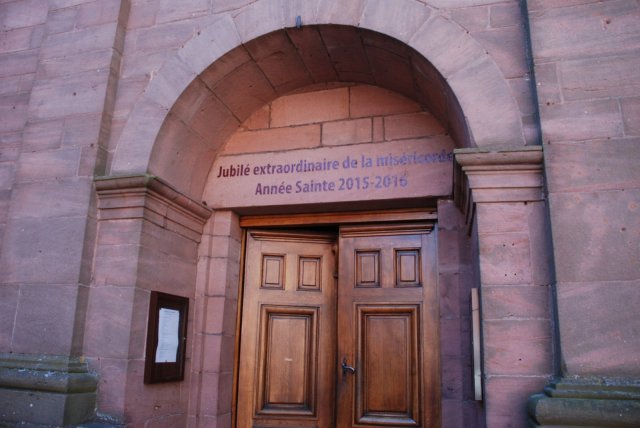 Jubilé extraordinaire de la miséricorde
Année Sainte 2015-2016